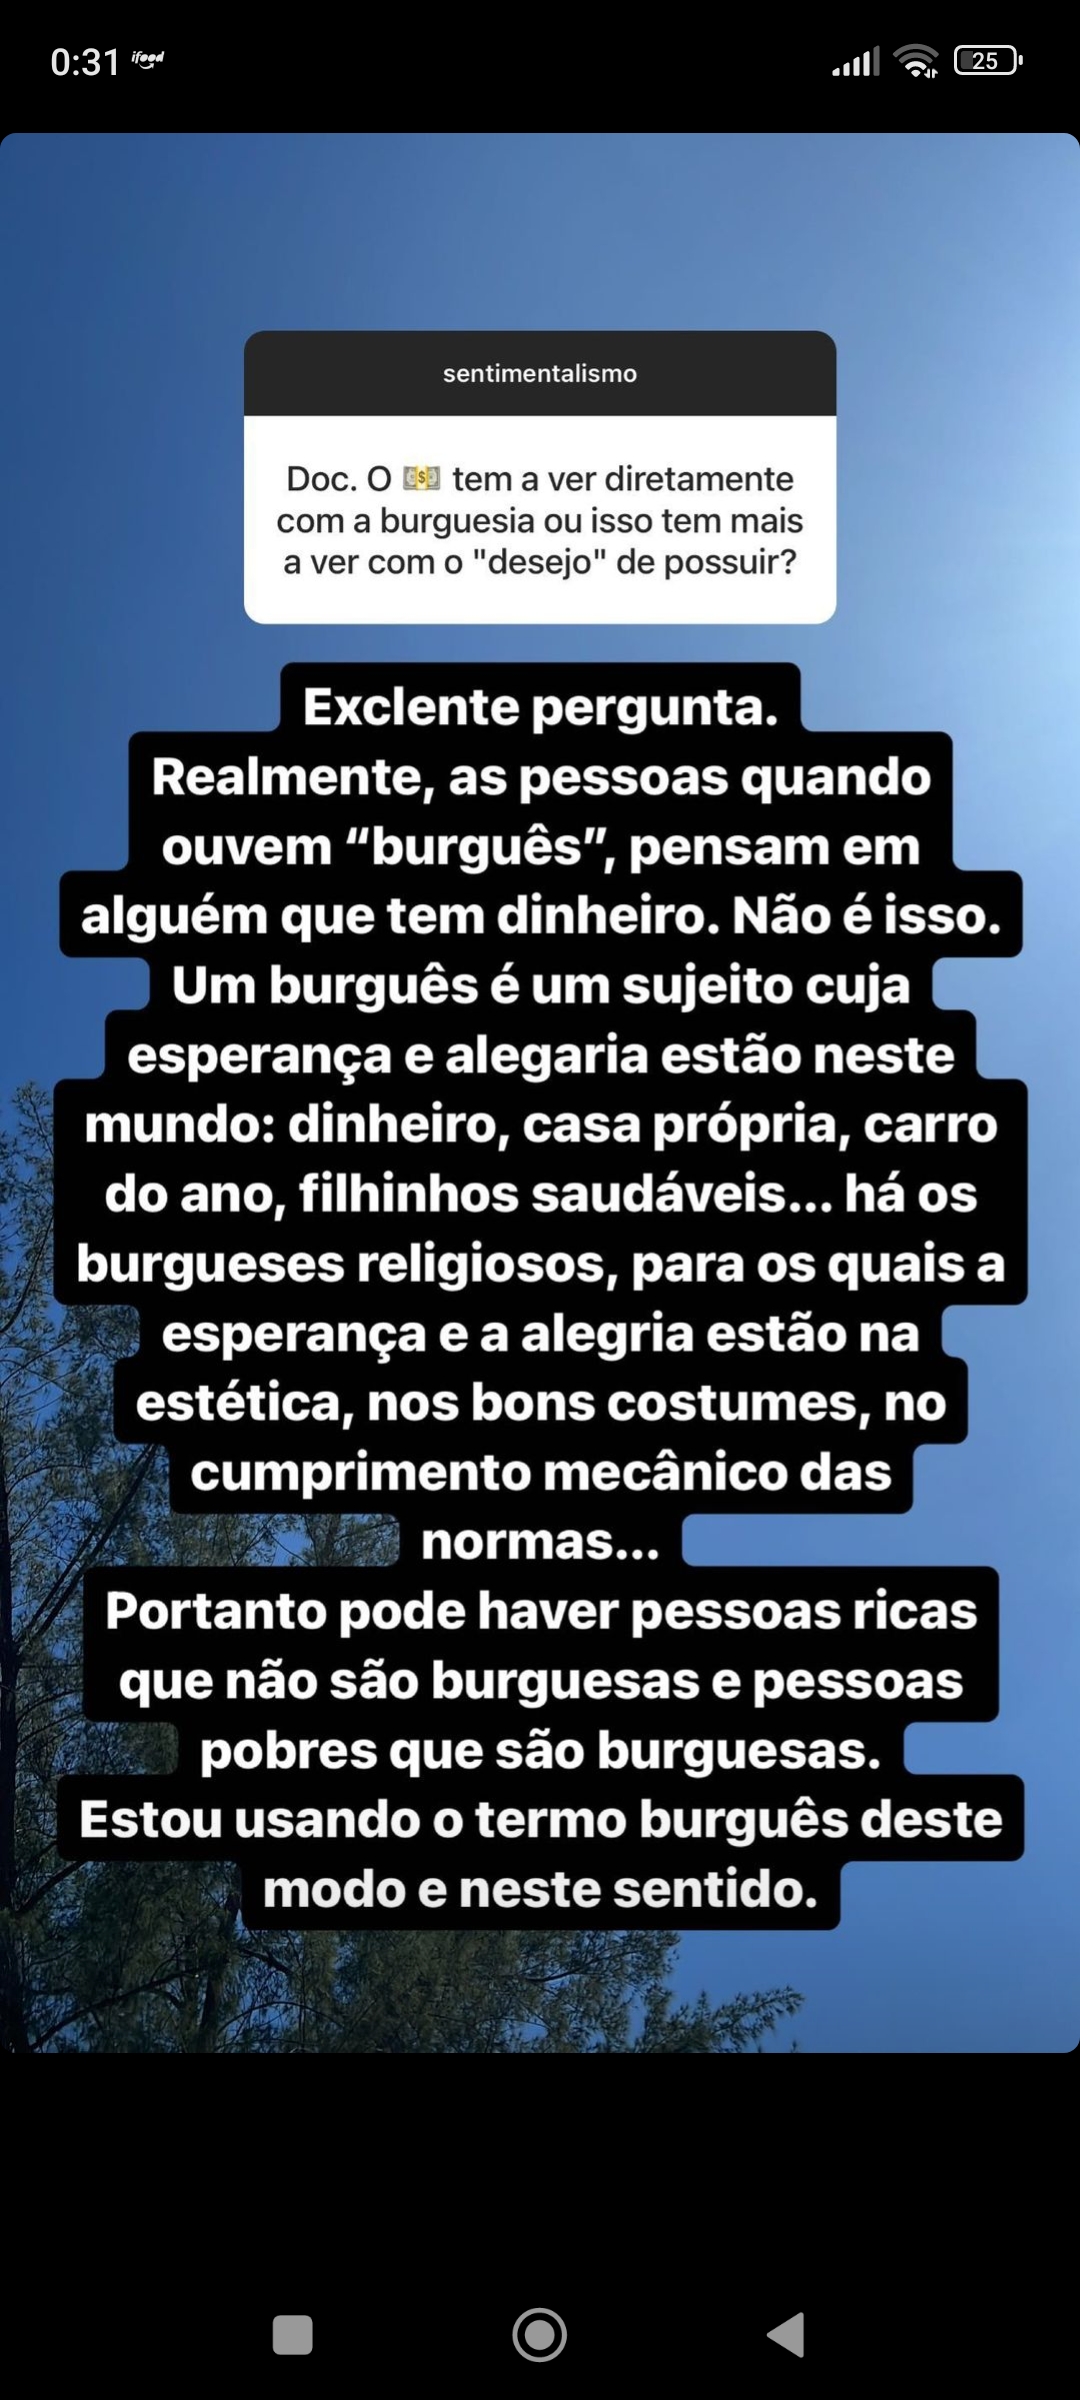 0:31 ifood 25
sentimentalismo
Doc. O 💵 tem a ver diretamente
com a burguesia ou isso tem mais
a ver com o "desejo" de possuir?
Exclente pergunta.
Realmente, as pessoas quando
ouvem “burguês”, pensam em
alguém que tem dinheiro. Não é isso.
Um burguês é um sujeito cuja
esperança e alegaria estão neste
mundo: dinheiro, casa própria, carro
do ano, filhinhos saudáveis... há os
burgueses religiosos, para os quais a
esperança e a alegria estão na
estética, nos bons costumes, no
cumprimento mecânico das
normas...
Portanto pode haver pessoas ricas
que não são burguesas e pessoas
pobres que são burguesas.
Estou usando o termo burguês deste
modo e neste sentido.